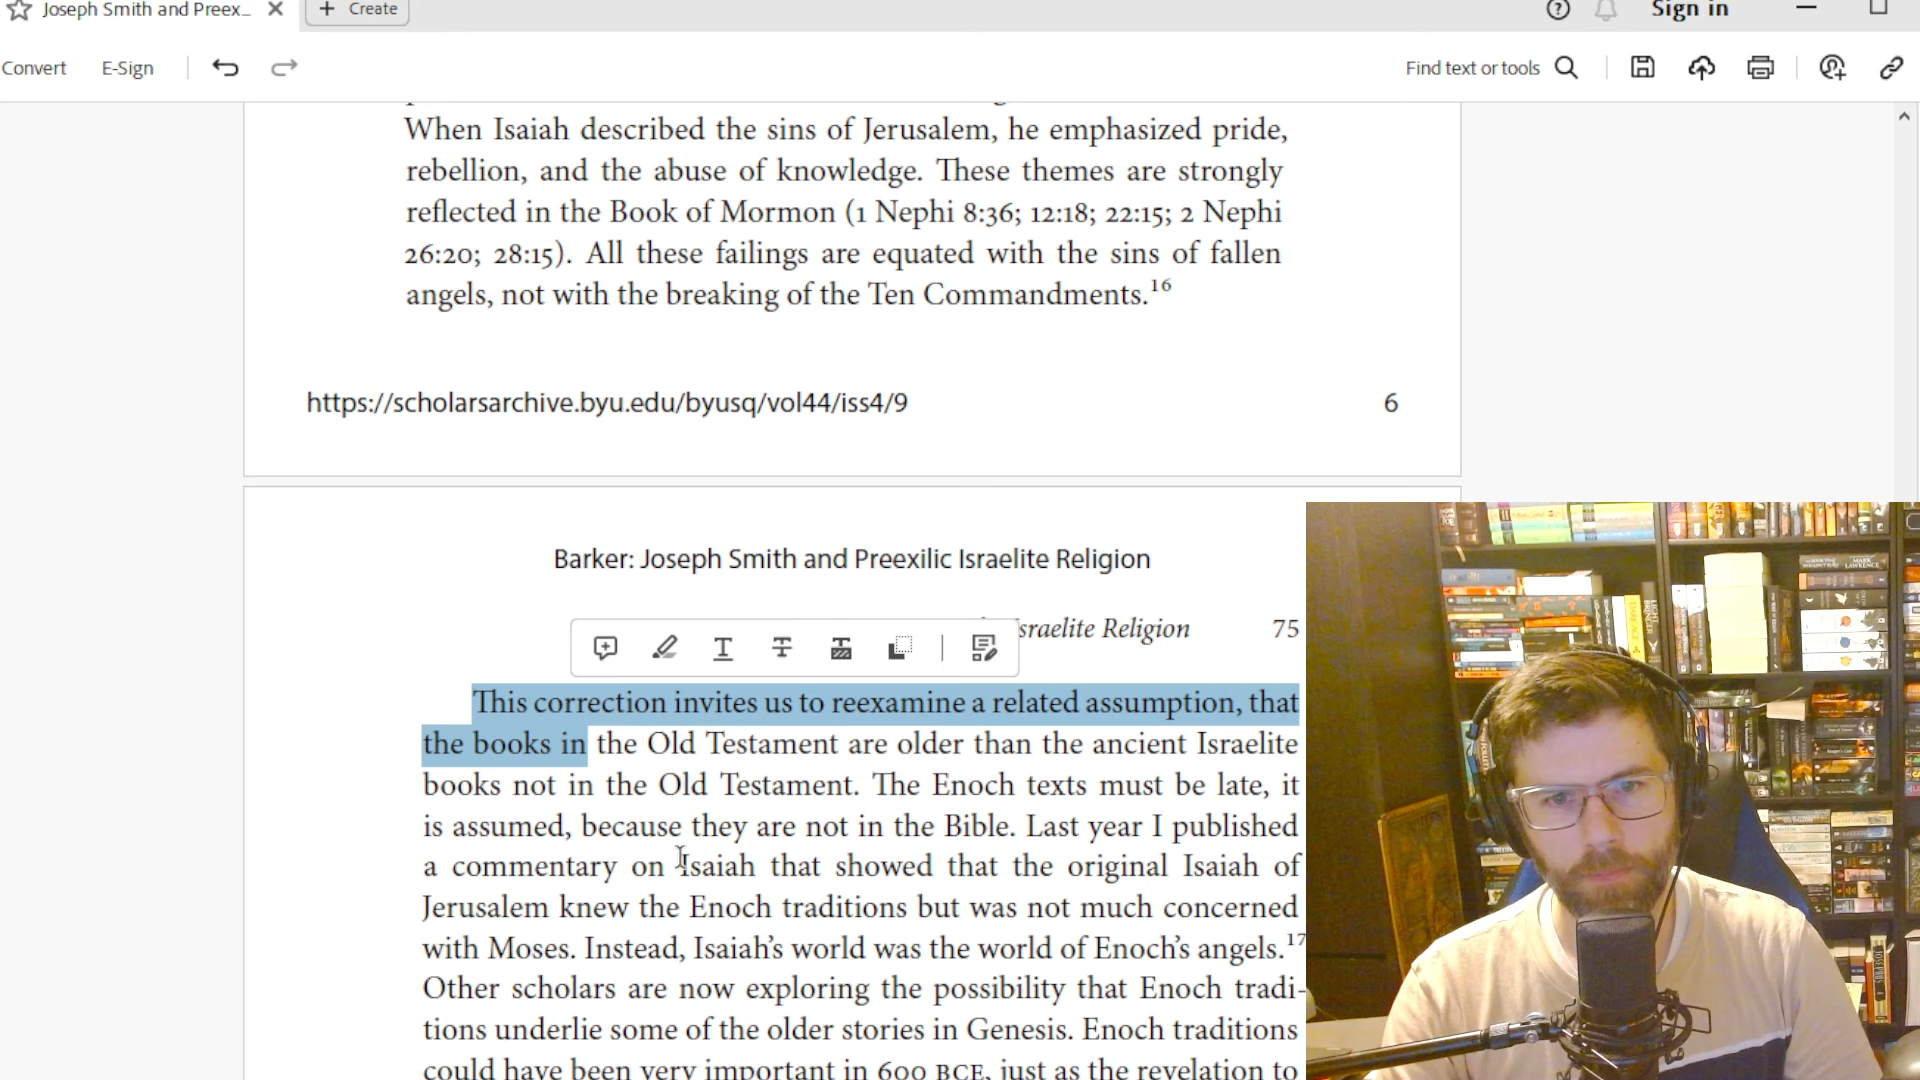 Joseph Smith and Preex...
+ Create
Sign in
Convert E-Sign
Find text or tools
When Isaiah described the sins of Jerusalem, he emphasized pride,
rebellion, and the abuse of knowledge. These themes are strongly
reflected in the Book of Mormon (1 Nephi 8:36; 12:18; 22:15; 2 Nephi
26:20; 28:15). All these failings are equated with the sins of fallen
angels, not with the breaking of the Ten Commandments.16
https://scholarsarchive.byu.edu/byusq/vol44/iss4/9 6
Barker: Joseph Smith and Preexilic Israelite Religion
Israelite Religion 75
This correction invites us to reexamine a related assumption, that
the books in the Old Testament are older than the ancient Israelite
books not in the Old Testament. The Enoch texts must be late, it
is assumed, because they are not in the Bible. Last year I published
a commentary on Isaiah that showed that the original Isaiah of
Jerusalem knew the Enoch traditions but was not much concerned
with Moses. Instead, Isaiah's world was the world of Enoch's angels.17
Other scholars are now exploring the possibility that Enoch tradi-
tions underlie some of the older stories in Genesis. Enoch traditions
could have been very important in 600 BCE, just as the revelation to
MARK LAWRENCE